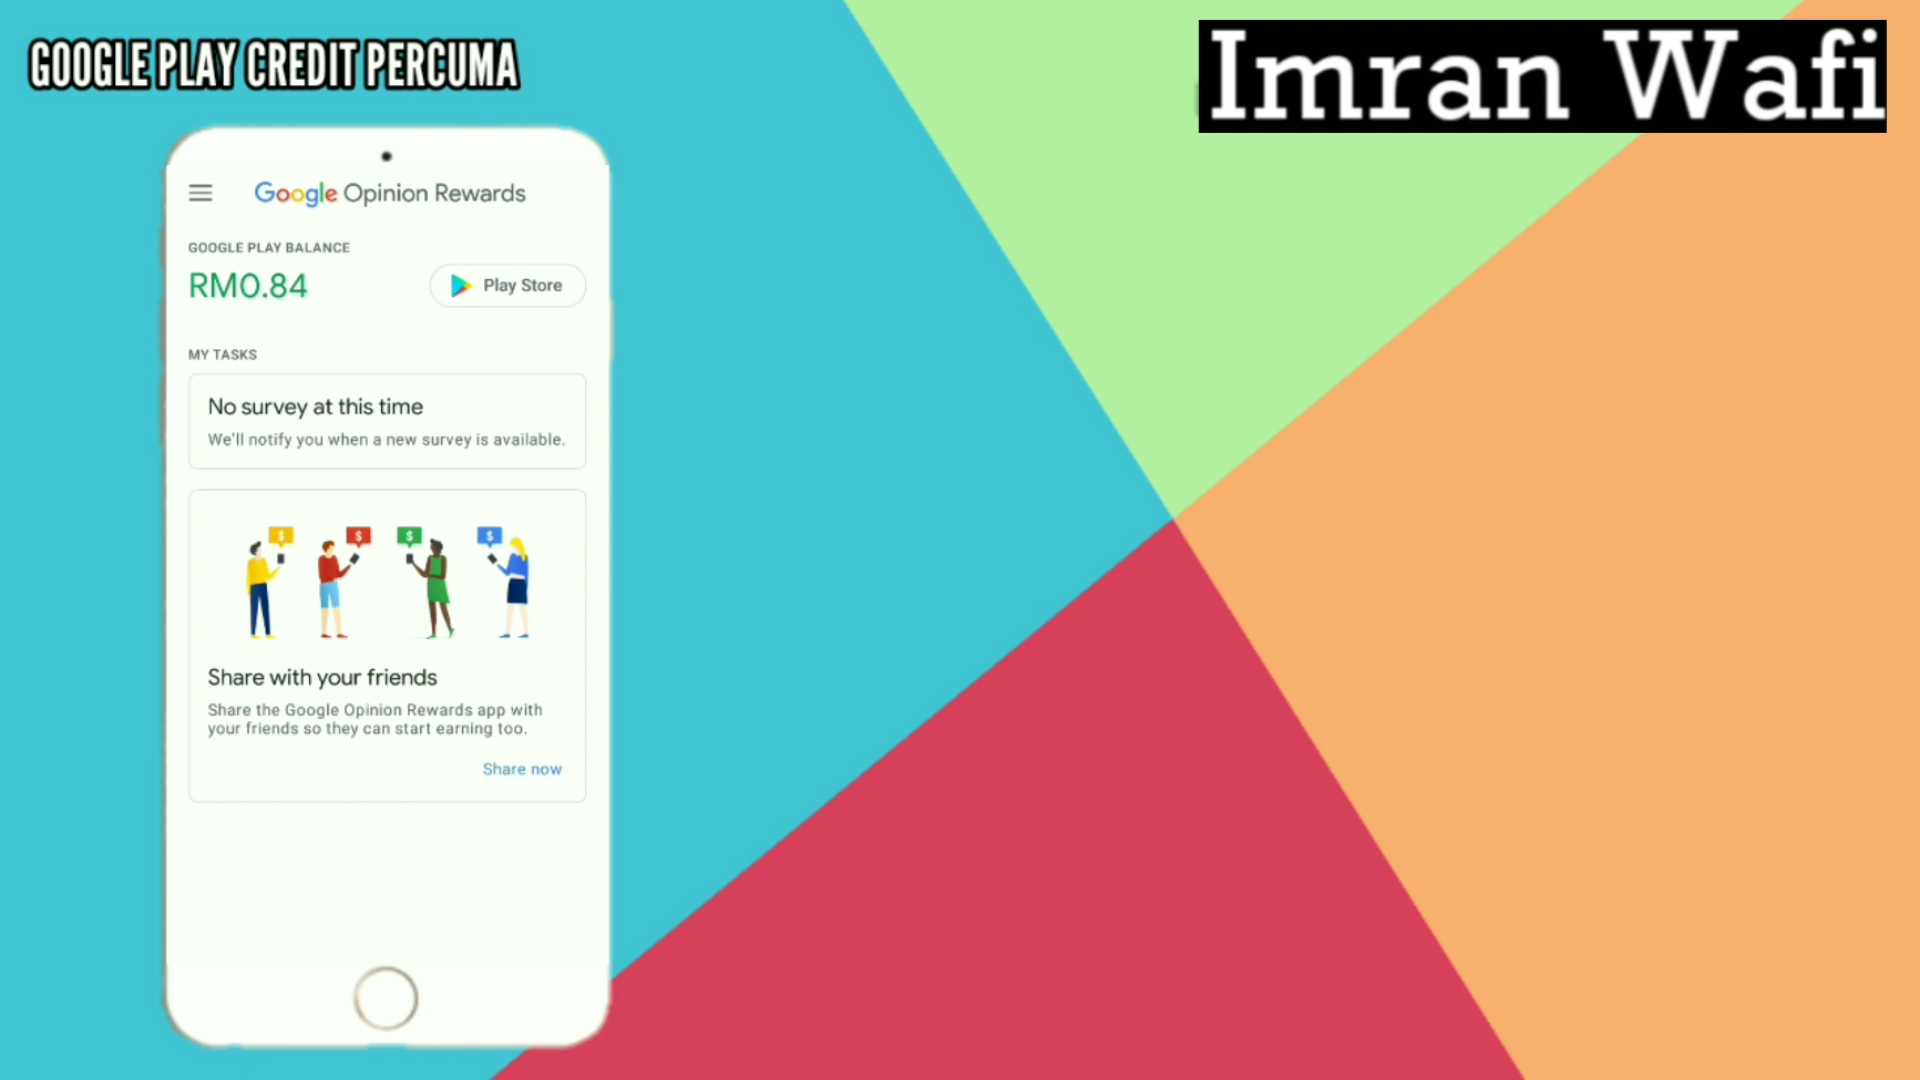 GOOGLE PLAY CREDIT PERCUMA
Imran Wafi
Google Opinion Rewards
GOOGLE PLAY BALANCE
RM0.84
Play Store
MY TASKS
No survey at this time
We'll notify you when a new survey is available.
$ $ $ $
Share with your friends
Share the Google Opinion Rewards app with
your friends so they can start earning too.
Share now